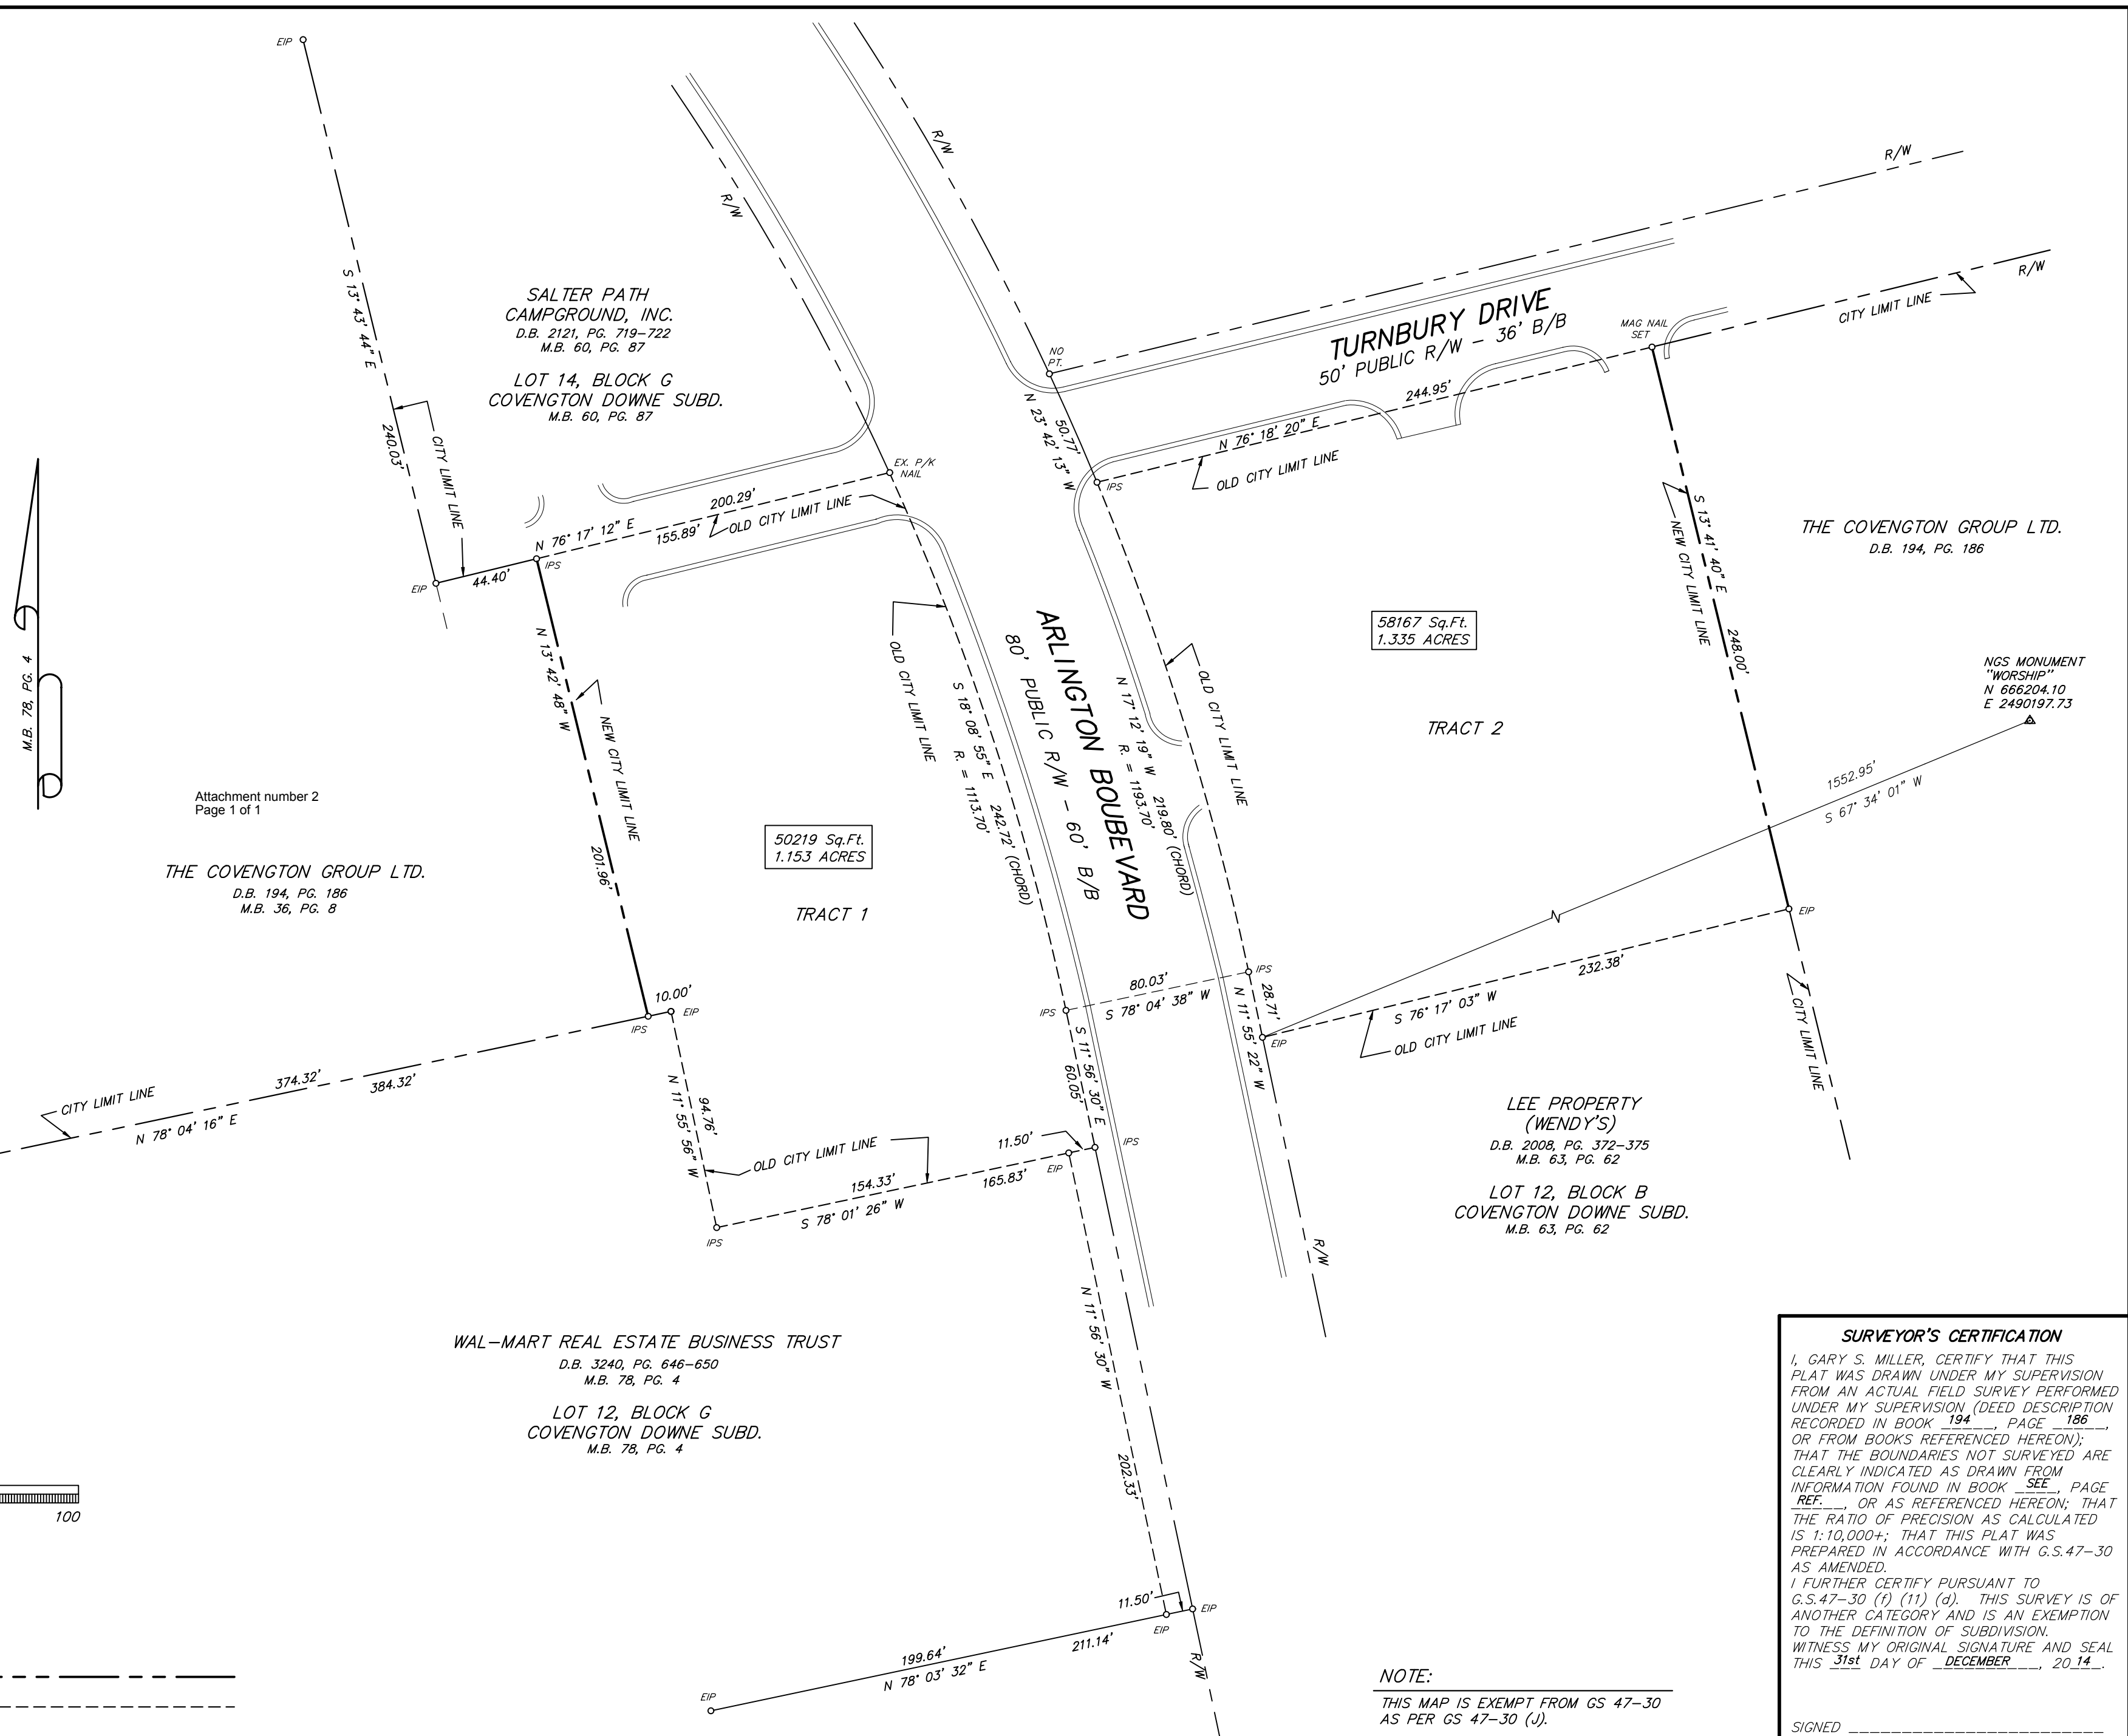 EIP
R/W
R/W
R/W
R/W
S 13° 43' 44" E
240.03'
CITY LIMIT LINE
SALTER PATH
CAMPGROUND, INC.
D.B. 2121, PG. 719-722
M.B. 60, PG. 87
LOT 14, BLOCK G
COVENGTON DOWNE SUBD.
M.B. 60, PG. 87
TURNBURY DRIVE
50' PUBLIC R/W - 36' B/B
MAG NAIL
SET
CITY LIMIT LINE
NO
PT.
N 23° 42' 13" W
50.77'
244.95'
N 76° 18' 20" E
OLD CITY LIMIT LINE
IPS
EX. P/K
NAIL
200.29'
N 76° 17' 12" E
155.89'
OLD CITY LIMIT LINE
IPS
EIP
44.40'
M.B. 78, PG. 4
N 13° 42' 48" W
NEW CITY LIMIT LINE
201.96'
Attachment number 2
Page 1 of 1
THE COVENGTON GROUP LTD.
D.B. 194, PG. 186
M.B. 36, PG. 8
50219 Sq.Ft.
1.153 ACRES
TRACT 1
OLD CITY LIMIT LINE
S 18° 08' 55" E 242.72' (CHORD)
R. = 1113.70'
ARLINGTON BOUBEVARD
80' PUBLIC R/W - 60' B/B
N 17° 12' 19" W 219.80' (CHORD)
R. = 1193.70'
OLD CITY LIMIT LINE
58167 Sq.Ft.
1.335 ACRES
TRACT 2
S 13° 41' 40" E
248.00'
NEW CITY LIMIT LINE
THE COVENGTON GROUP LTD.
D.B. 194, PG. 186
NGS MONUMENT
"WORSHIP"
N 666204.10
E 2490197.73
1552.95'
S 67° 34' 01" W
N
EIP
232.38'
S 76° 17' 03" W
OLD CITY LIMIT LINE
CITY LIMIT LINE
IPS
28.71'
N 11° 55' 22" W
EIP
80.03'
S 78° 04' 38" W
IPS
S 11° 56' 30" E
60.05'
10.00'
EIP
IPS
374.32'
384.32'
CITY LIMIT LINE
N 78° 04' 16" E
94.76'
N 11° 55' 56" W
OLD CITY LIMIT LINE
11.50'
IPS
EIP
154.33'
165.83'
S 78° 01' 26" W
IPS
LEE PROPERTY
(WENDY'S)
D.B. 2008, PG. 372-375
M.B. 63, PG. 62
LOT 12, BLOCK B
COVENGTON DOWNE SUBD.
M.B. 63, PG. 62
R/W
WAL-MART REAL ESTATE BUSINESS TRUST
D.B. 3240, PG. 646-650
M.B. 78, PG. 4
LOT 12, BLOCK G
COVENGTON DOWNE SUBD.
M.B. 78, PG. 4
N 11° 56' 30" W
202.33'
100
11.50'
EIP
EIP
199.64'
211.14'
N 78° 03' 32" E
EIP
R/W
NOTE:
THIS MAP IS EXEMPT FROM GS 47-30
AS PER GS 47-30 (J).
SURVEYOR'S CERTIFICATION
I, GARY S. MILLER, CERTIFY THAT THIS
PLAT WAS DRAWN UNDER MY SUPERVISION
FROM AN ACTUAL FIELD SURVEY PERFORMED
UNDER MY SUPERVISION (DEED DESCRIPTION
RECORDED IN BOOK 194, PAGE 186,
OR FROM BOOKS REFERENCED HEREON);
THAT THE BOUNDARIES NOT SURVEYED ARE
CLEARLY INDICATED AS DRAWN FROM
INFORMATION FOUND IN BOOK SEE, PAGE
REF., OR AS REFERENCED HEREON; THAT
THE RATIO OF PRECISION AS CALCULATED
IS 1:10,000+; THAT THIS PLAT WAS
PREPARED IN ACCORDANCE WITH G.S.47-30
AS AMENDED.
I FURTHER CERTIFY PURSUANT TO
G.S.47-30 (f) (11) (d). THIS SURVEY IS OF
ANOTHER CATEGORY AND IS AN EXEMPTION
TO THE DEFINITION OF SUBDIVISION.
WITNESS MY ORIGINAL SIGNATURE AND SEAL
THIS 31st DAY OF DECEMBER, 2014.
SIGNED